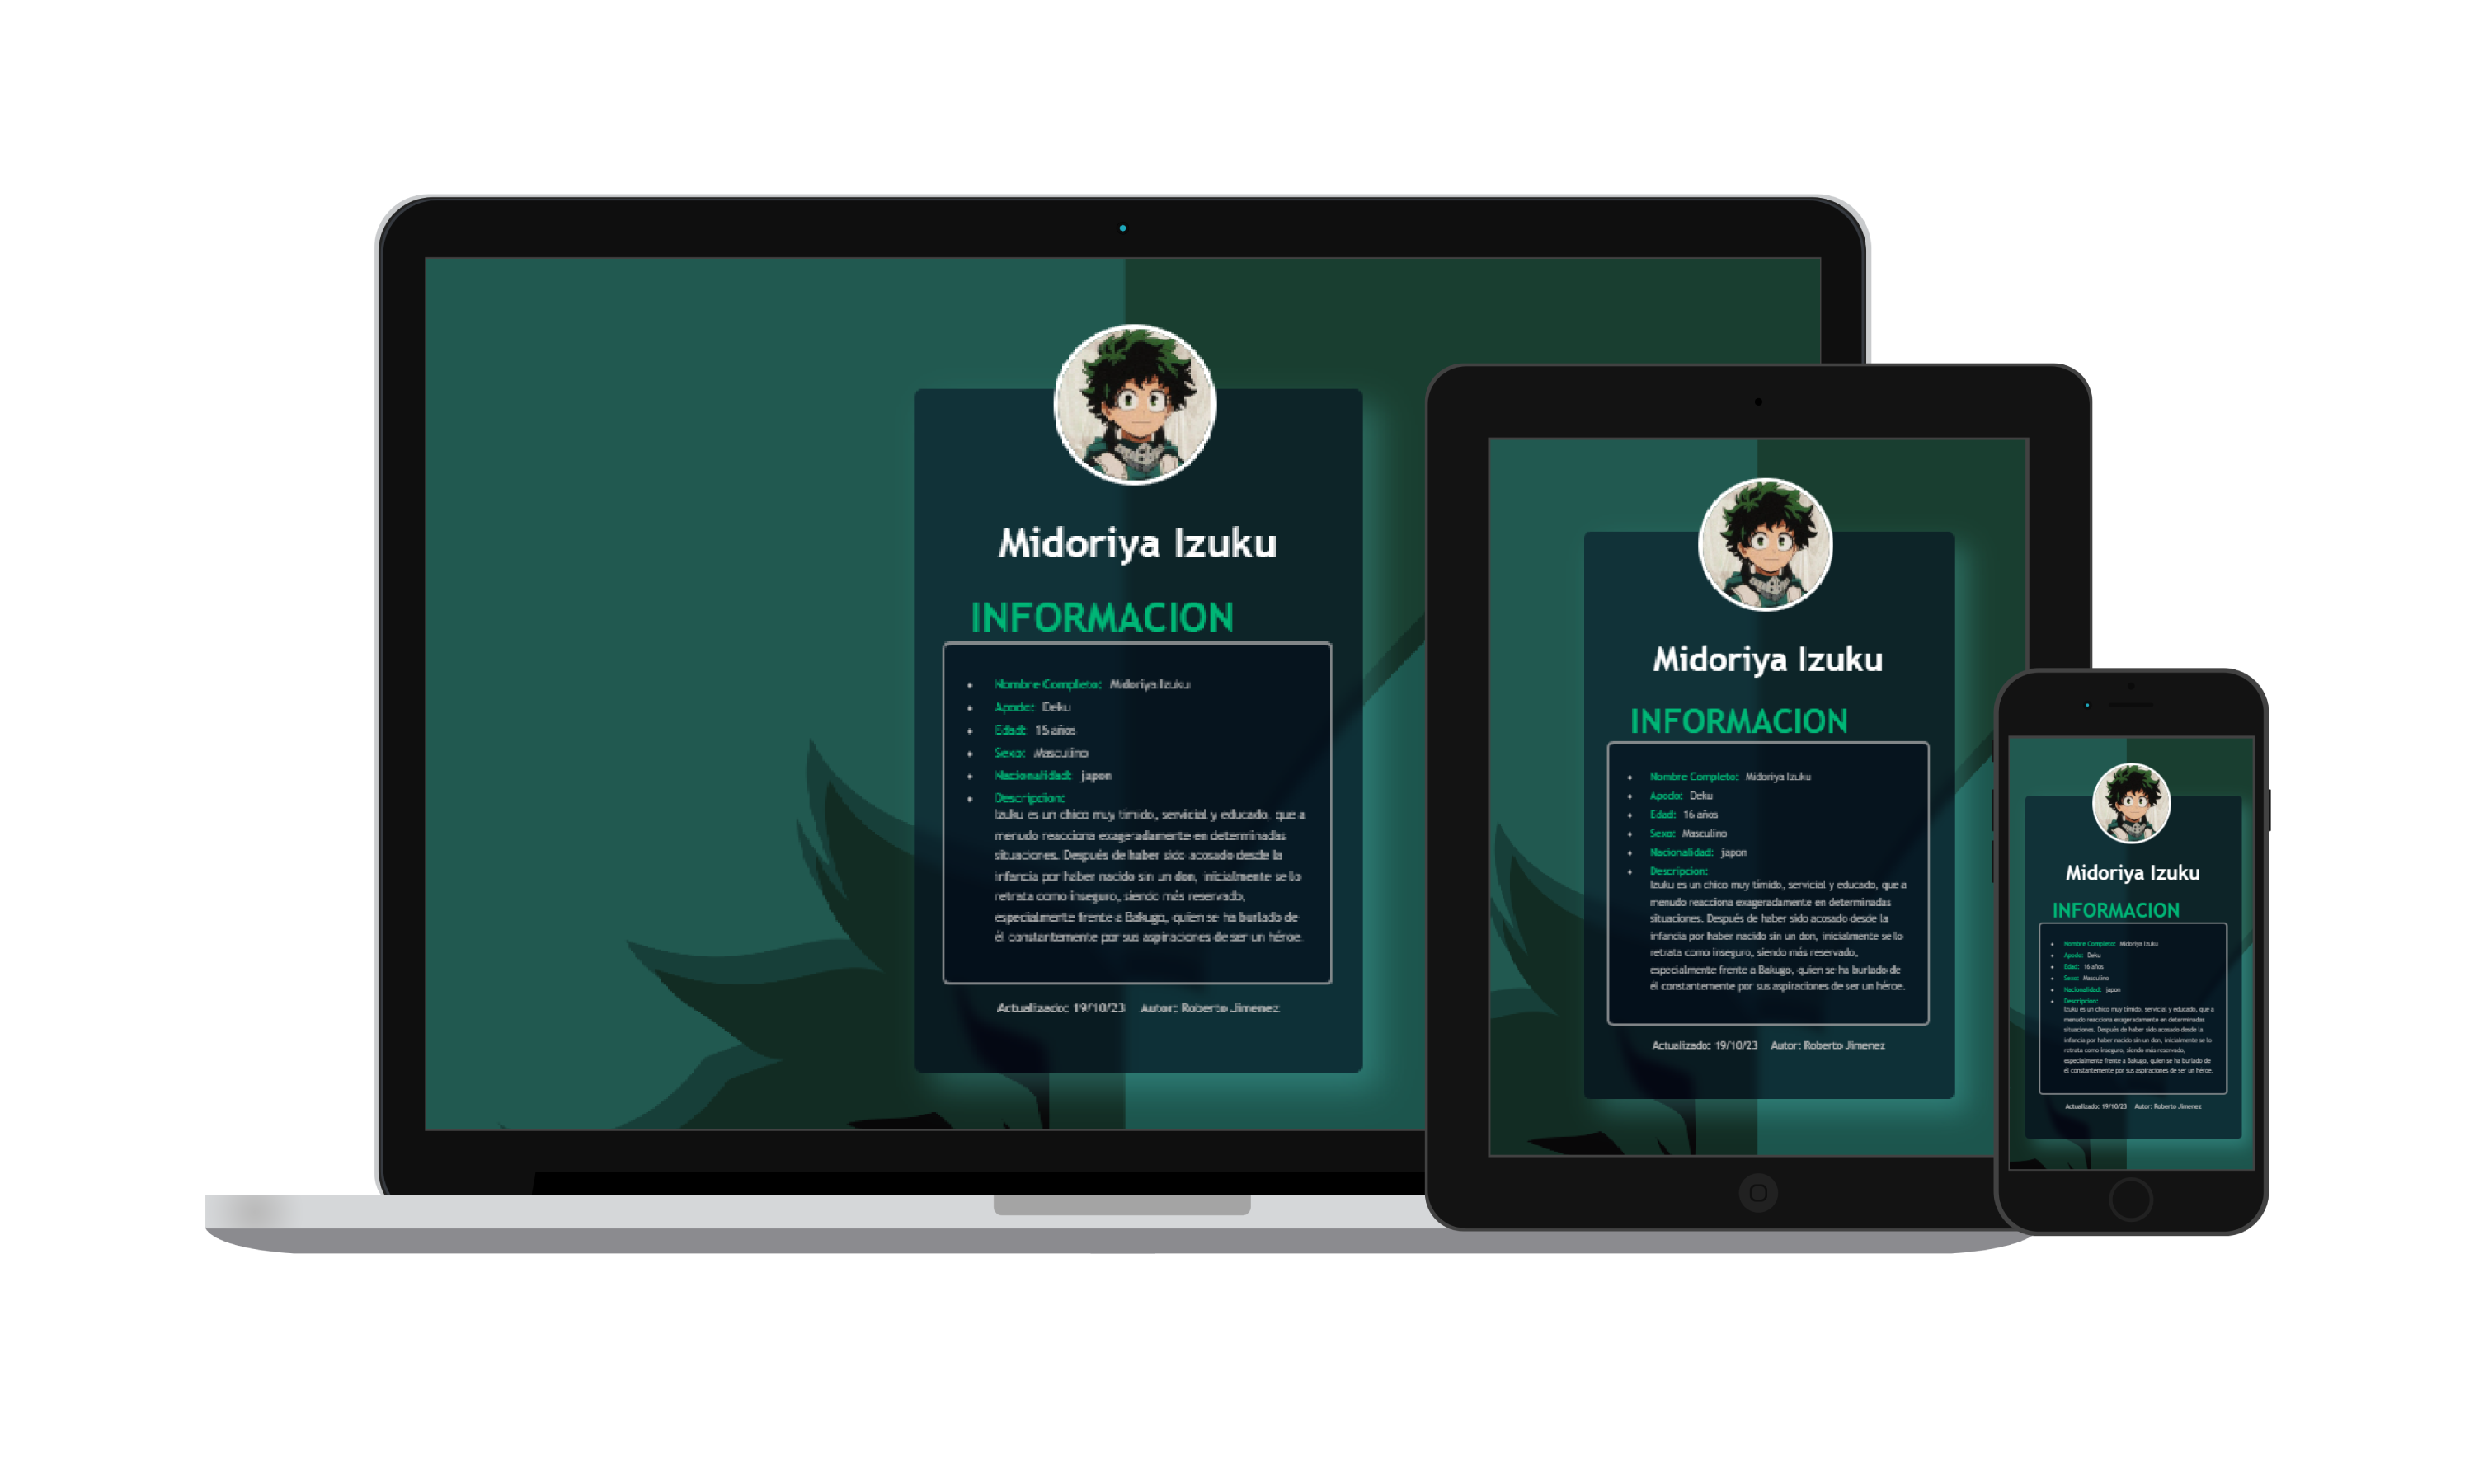 Midoriya Izuku
INFORMACION
Nombre Completo: Midoriya Izuku
Apodo: Deku
Edad: 16 años
Sexo: Masculino
Nacionalidad: japon
Descripcion:
Izuku es un chico muy tímido, servicial y educado, que a
menudo reacciona exageradamente en determinadas
situaciones. Después de haber sido acosado desde la
infancia por haber nacido sin un don, inicialmente se lo
retrata como inseguro, siendo más reservado,
especialmente frente a Bakugo, quien se ha burlado de
él constantemente por sus aspiraciones de ser un héroe.
Actualizado: 19/10/23 Autor: Roberto Jimenez
Midoriya Izuku
INFORMACION
Nombre Completo: Midoriya Izuku
Apodo: Deku
Edad: 16 años
Sexo: Masculino
Nacionalidad: japon
Descripcion:
Izuku es un chico muy tímido, servicial y educado, que a
menudo reacciona exageradamente en determinadas
situaciones. Después de haber sido acosado desde la
infancia por haber nacido sin un don, inicialmente se lo
retrata como inseguro, siendo más reservado,
especialmente frente a Bakugo, quien se ha burlado de
él constantemente por sus aspiraciones de ser un héroe.
Actualizado: 19/10/23 Autor: Roberto Jimenez
Midoriya Izuku
INFORMACION
Nombre Completo: Midoriya Izuku
Apodo: Deku
Edad: 16 años
Sexo: Masculino
Nacionalidad: japon
Descripcion:
Izuku es un chico muy tímido, servicial y educado, que a
menudo reacciona exageradamente en determinadas
situaciones. Después de haber sido acosado desde la
infancia por haber nacido sin un don, inicialmente se lo
retrata como inseguro, siendo más reservado,
especialmente frente a Bakugo, quien se ha burlado de
él constantemente por sus aspiraciones de ser un héroe.
Actualizado: 19/10/23 Autor: Roberto Jimenez